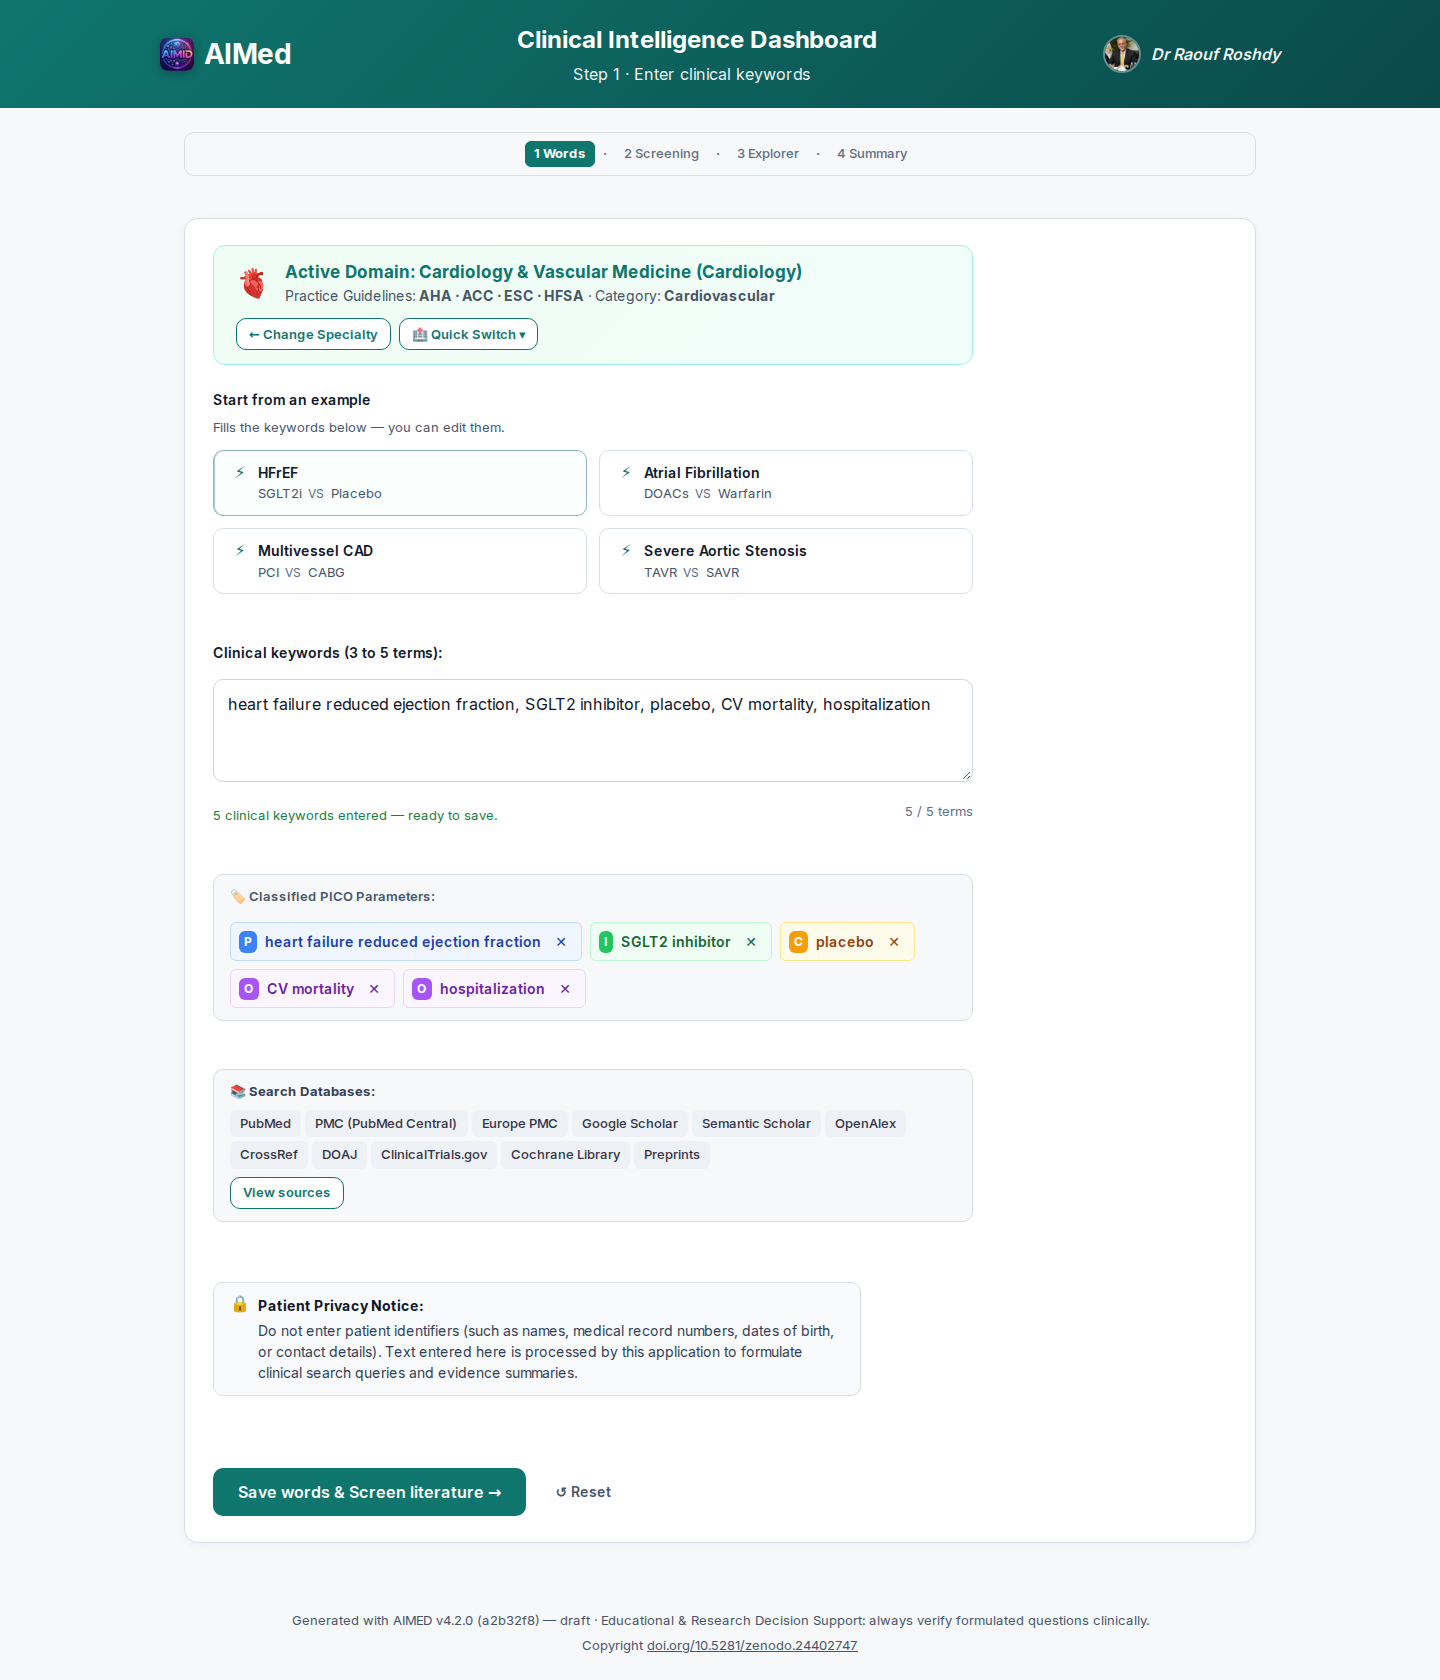 AIMID
AIMed
Clinical Intelligence Dashboard
Step 1 · Enter clinical keywords
Dr Raouf Roshdy
1 Words · 2 Screening · 3 Explorer · 4 Summary
Active Domain: Cardiology & Vascular Medicine (Cardiology)
Practice Guidelines: AHA · ACC · ESC · HFSA · Category: Cardiovascular
← Change Specialty
🏥 Quick Switch ▾
Start from an example
Fills the keywords below — you can edit them.
⚡ HFrEF
SGLT2i VS Placebo
⚡ Atrial Fibrillation
DOACs VS Warfarin
⚡ Multivessel CAD
PCI VS CABG
⚡ Severe Aortic Stenosis
TAVR VS SAVR
Clinical keywords (3 to 5 terms):
heart failure reduced ejection fraction, SGLT2 inhibitor, placebo, CV mortality, hospitalization
5 clinical keywords entered — ready to save.
5 / 5 terms
🏷️ Classified PICO Parameters:
P heart failure reduced ejection fraction ✕ I SGLT2 inhibitor ✕ C placebo ✕
O CV mortality ✕ O hospitalization ✕
📚 Search Databases:
PubMed PMC (PubMed Central) Europe PMC Google Scholar Semantic Scholar OpenAlex
CrossRef DOAJ ClinicalTrials.gov Cochrane Library Preprints
View sources
🔒 Patient Privacy Notice:
Do not enter patient identifiers (such as names, medical record numbers, dates of birth,
or contact details). Text entered here is processed by this application to formulate
clinical search queries and evidence summaries.
Save words & Screen literature →
↺ Reset
Generated with AIMED v4.2.0 (a2b32f8) — draft · Educational & Research Decision Support: always verify formulated questions clinically.
Copyright doi.org/10.5281/zenodo.24402747